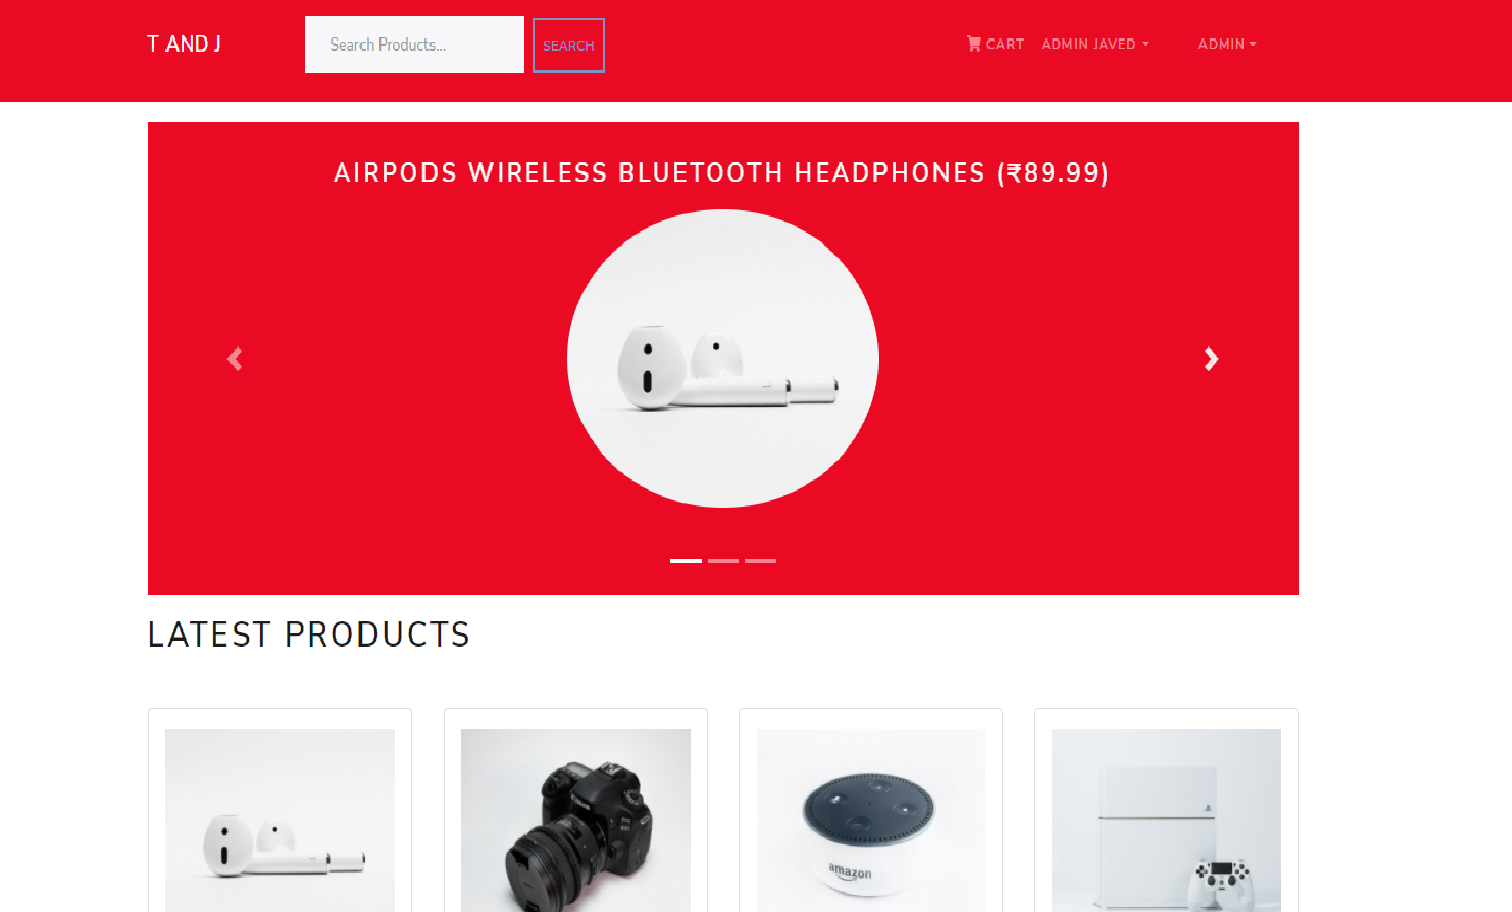 T AND J
Search Products...
SEARCH
CART
ADMIN JAVED
ADMIN
AIRPODS WIRELESS BLUETOOTH HEADPHONES (₹89.99)
LATEST PRODUCTS
amazon